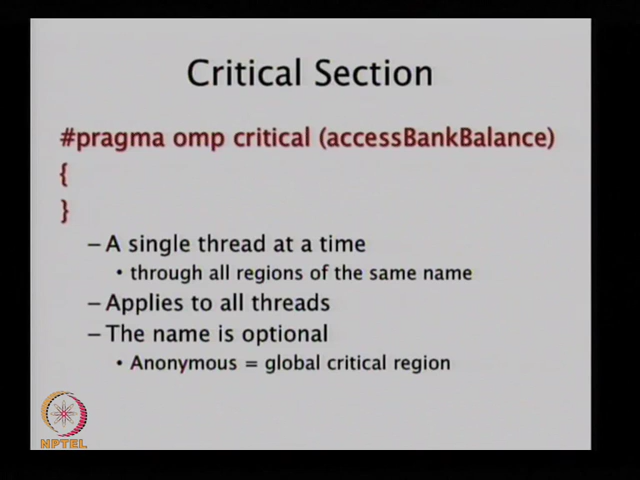 Critical Section
#pragma omp critical (accessBankBalance)
{
}
– A single thread at a time
• through all regions of the same name
– Applies to all threads
– The name is optional
• Anonymous = global critical region
NPTEL